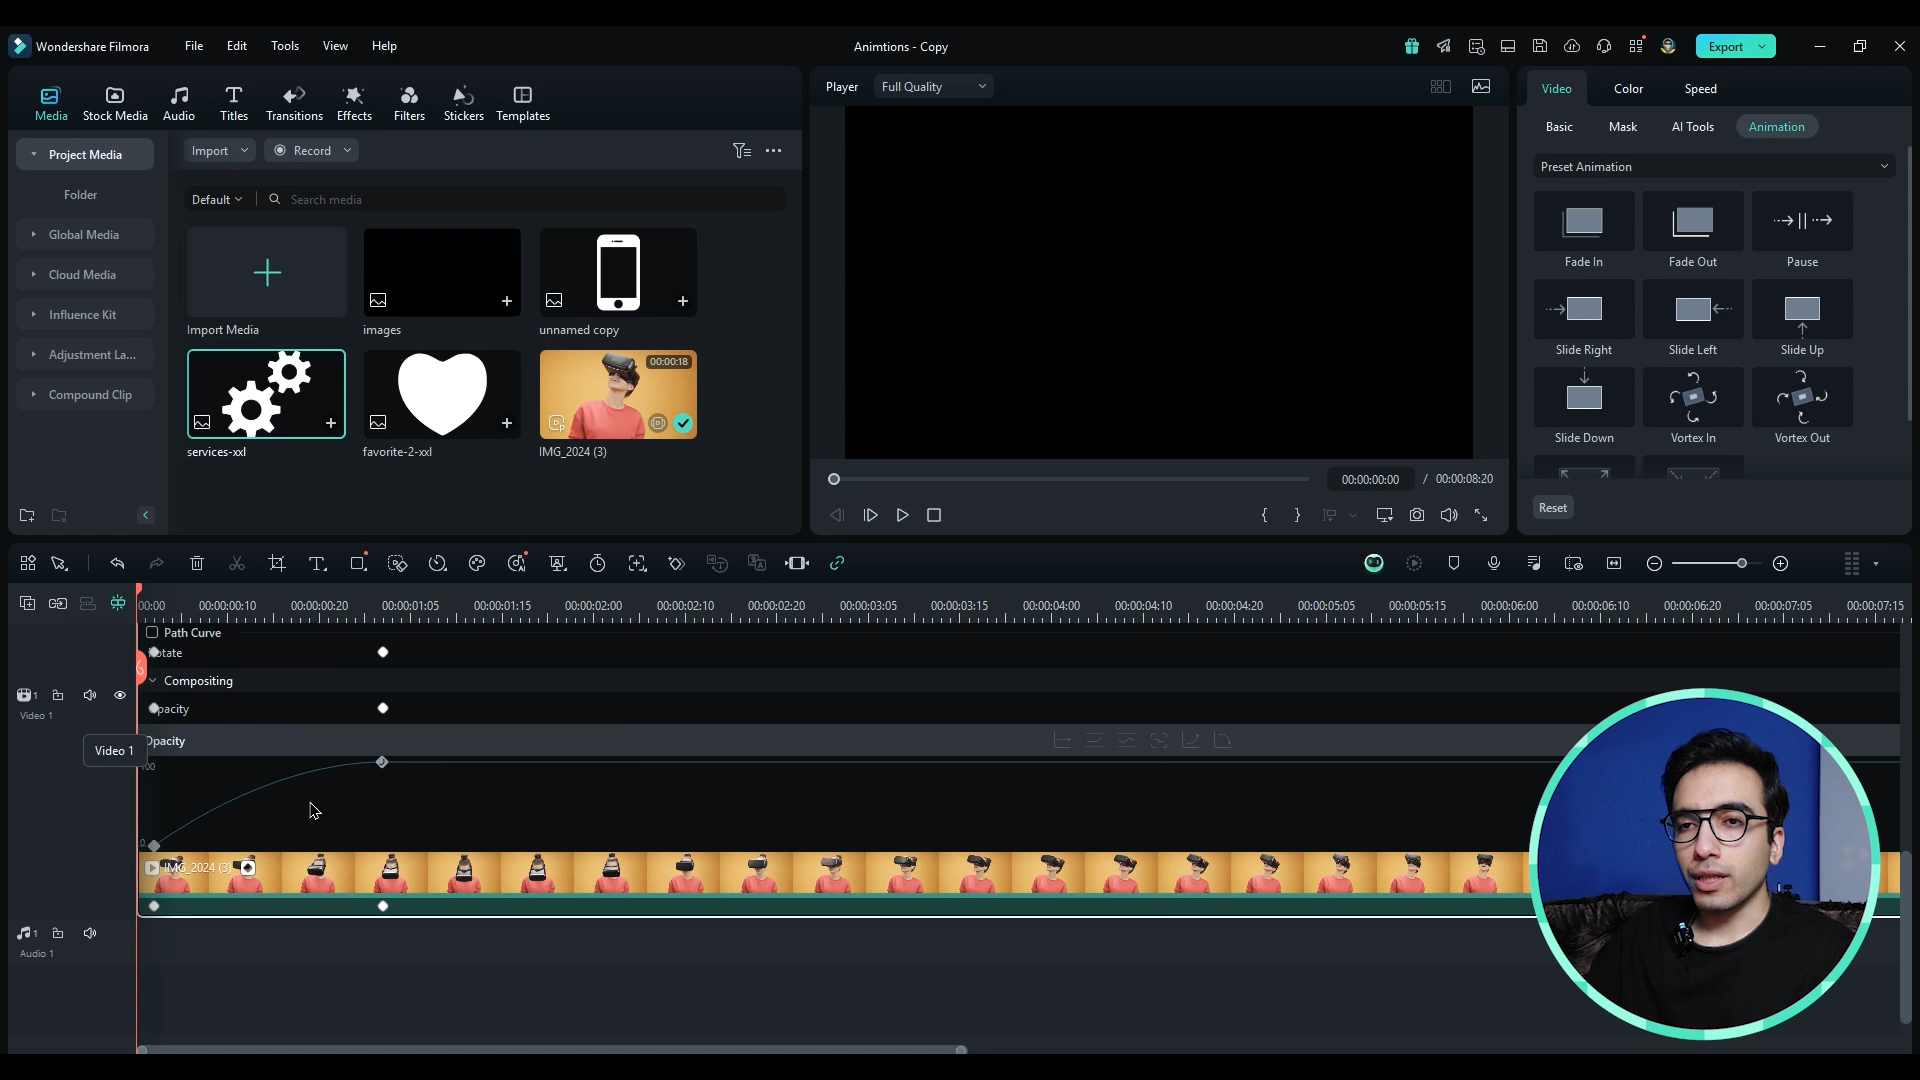 Wondershare Filmora
File Edit Tools View Help
Animtions - Copy
Export
Media Stock Media Audio Titles Transitions Effects Filters Stickers Templates
Player Full Quality
Video Color Speed
Basic Mask AI Tools Animation
Project Media
Folder
Global Media
Cloud Media
Influence Kit
Adjustment La...
Compound Clip
Import Record
Default Search media
Import Media images unnamed copy
00:00:18
services-xxl favorite-2-xxl IMG_2024 (3)
00:00:00:00 / 00:00:08:20
Preset Animation
Fade In Fade Out Pause
Slide Right Slide Left Slide Up
Slide Down Vortex In Vortex Out
Reset
00:00 00:00:00:10 00:00:00:20 00:00:01:05 00:00:01:15 00:00:02:00 00:00:02:10 00:00:02:20 00:00:03:05 00:00:03:15 00:00:04:00 00:00:04:10 00:00:04:20 00:00:05:05 00:00:05:15 00:00:06:00 00:00:06:10 00:00:06:20 00:00:07:05 00:00:07:15
Path Curve
Rotate
Compositing
1
Video 1
Opacity
Opacity
Video 1
100
0
IMG_2024 (3)
1
Audio 1